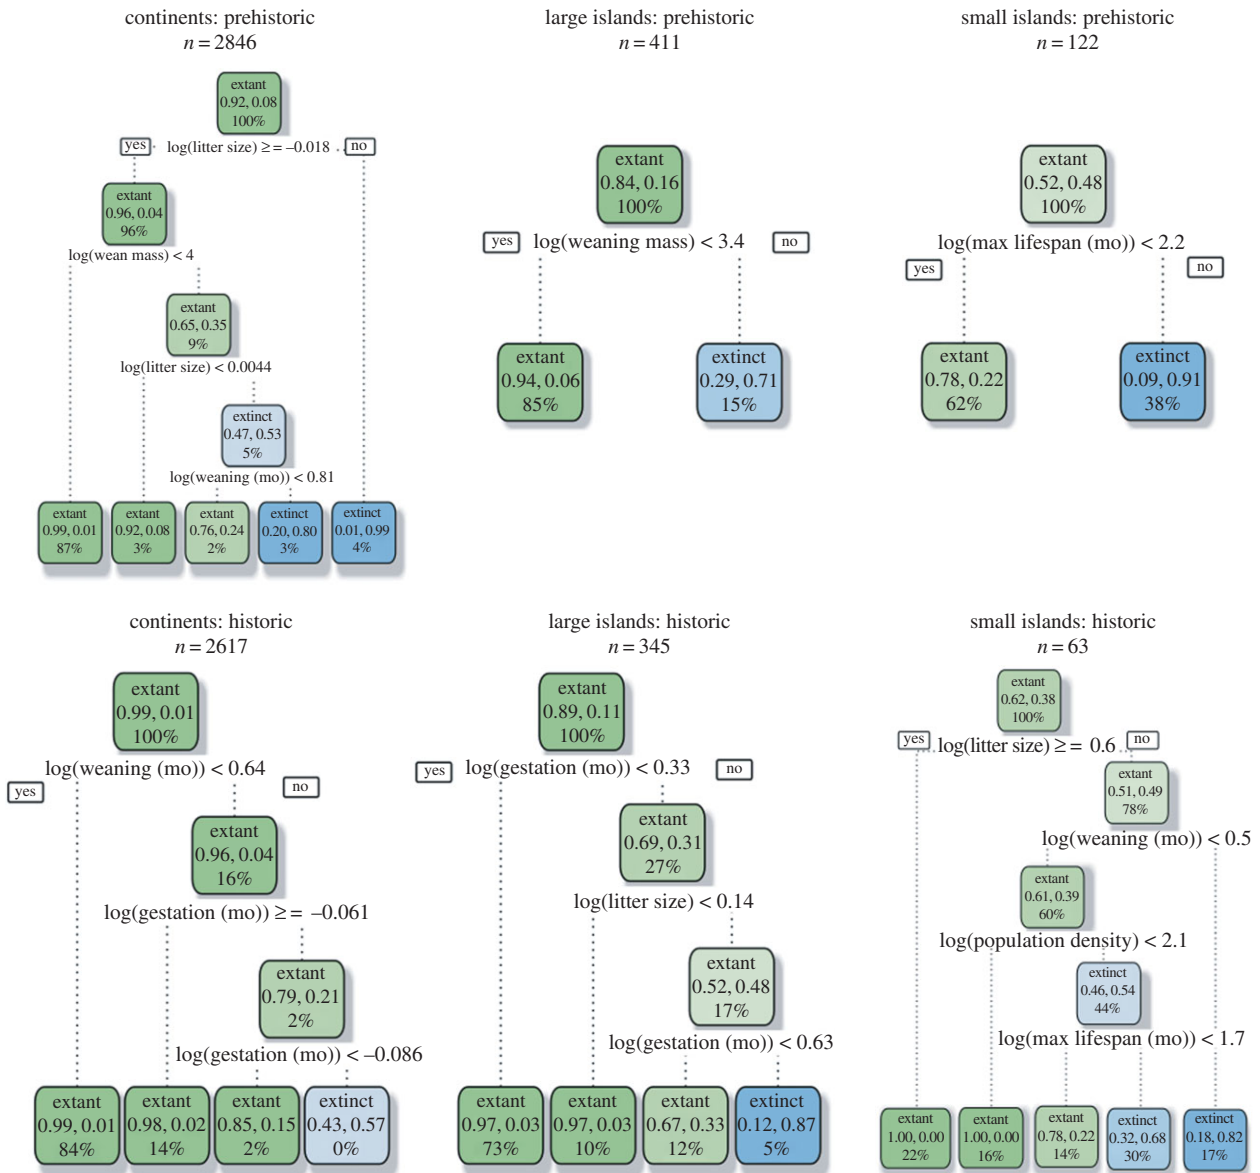 continents: prehistoric
n = 2846
extant
0.92, 0.08
100%
yes
log(litter size) > = –0.018
no
extant
0.96, 0.04
96%
log(wean mass) < 4
extant
0.65, 0.35
9%
log(litter size) < 0.0044
extinct
0.47, 0.53
5%
log(weaning (mo)) < 0.81
extant
0.99, 0.01
87%
extant
0.92, 0.08
3%
extant
0.76, 0.24
2%
extinct
0.20, 0.80
3%
extinct
0.01, 0.99
4%
large islands: prehistoric
n = 411
extant
0.84, 0.16
100%
yes
log(weaning mass) < 3.4
no
extant
0.94, 0.06
85%
extinct
0.29, 0.71
15%
small islands: prehistoric
n = 122
extant
0.52, 0.48
100%
log(max lifespan (mo)) < 2.2
yes
no
extant
0.78, 0.22
62%
extinct
0.09, 0.91
38%
continents: historic
n = 2617
extant
0.99, 0.01
100%
log(weaning (mo)) < 0.64
yes
no
extant
0.96, 0.04
16%
log(gestation (mo)) > = –0.061
extant
0.79, 0.21
2%
log(gestation (mo)) < –0.086
extant
0.99, 0.01
84%
extant
0.98, 0.02
14%
extant
0.85, 0.15
2%
extinct
0.43, 0.57
0%
large islands: historic
n = 345
extant
0.89, 0.11
100%
yes
log(gestation (mo)) < 0.33
no
extant
0.69, 0.31
27%
log(litter size) < 0.14
extant
0.52, 0.48
17%
log(gestation (mo)) < 0.63
extant
0.97, 0.03
73%
extant
0.97, 0.03
10%
extant
0.67, 0.33
12%
extinct
0.12, 0.87
5%
small islands: historic
n = 63
extant
0.62, 0.38
100%
yes
log(litter size) > = 0.6
no
extant
0.51, 0.49
78%
log(weaning (mo)) < 0.5
extant
0.61, 0.39
60%
log(population density) < 2.1
extinct
0.46, 0.54
44%
log(max lifespan (mo)) < 1.7
extant
1.00, 0.00
22%
extant
1.00, 0.00
16%
extant
0.78, 0.22
14%
extinct
0.32, 0.68
30%
extinct
0.18, 0.82
17%